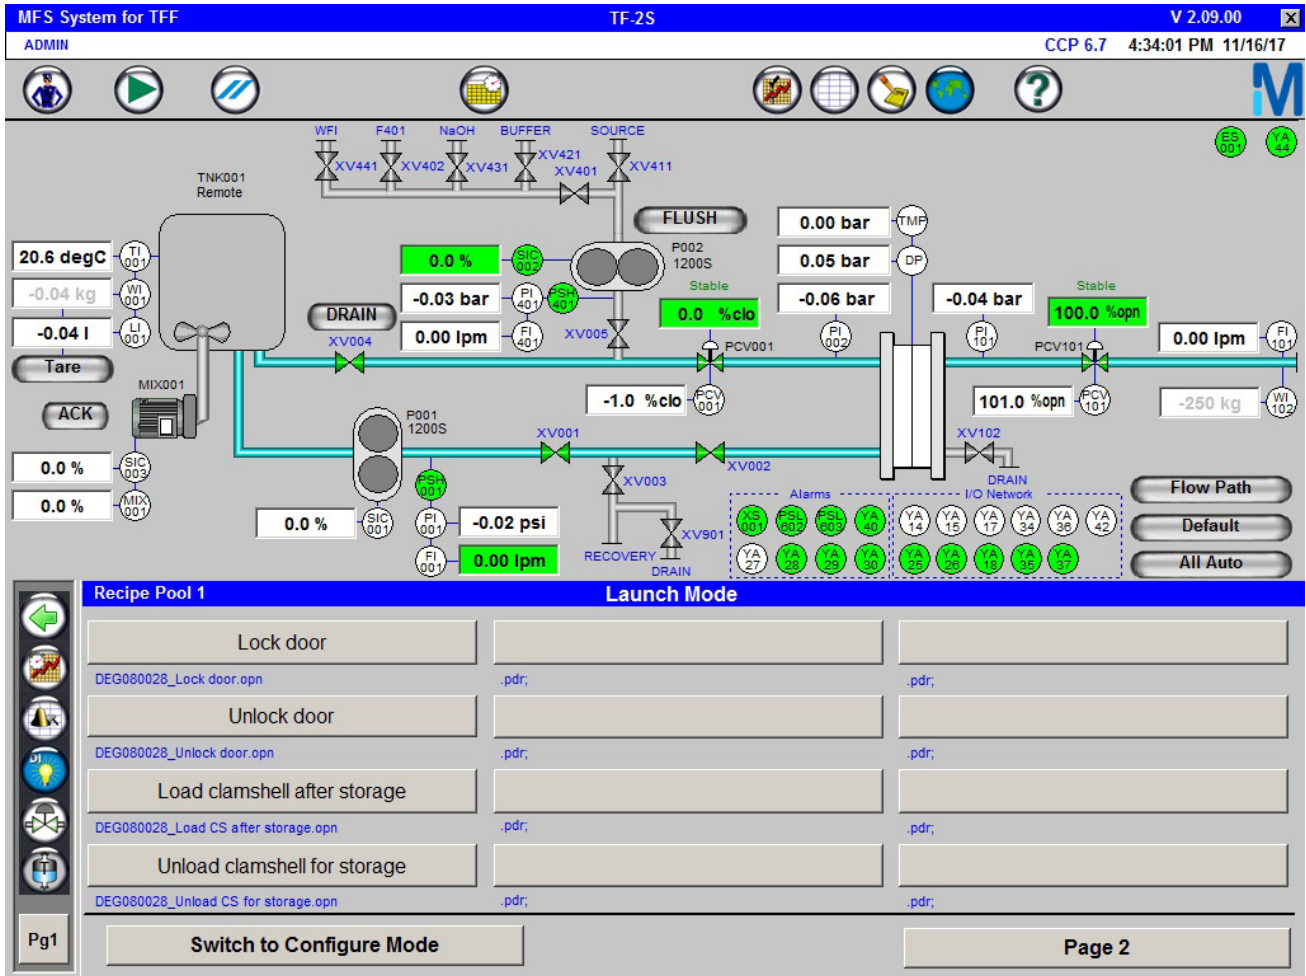 MFS System for TFF TF-2S V 2.09.00 X
ADMIN CCP 6.7 4:34:01 PM 11/16/17
?
WFI F401 NaOH BUFFER SOURCE
XV441 XV402 XV431 XV421 XV401 XV411
ES 001 YA 44
TNK001
Remote
FLUSH
0.00 bar TMP
20.6 degC TI 001
0.0 % SIC 002
P002
1200S
0.05 bar DP
-0.04 kg WI 001
-0.03 bar PI 401 PSH 401
Stable
0.0 %clo
-0.06 bar
-0.04 bar
Stable
100.0 %opn
DRAIN
-0.04 l LI 001
XV004
0.00 lpm FI 401
XV005
PCV001
PI 002
PI 101
PCV101
0.00 lpm FI 101
Tare
MIX001
-1.0 %clo PCV 001
101.0 %opn PCV 101
-250 kg WI 102
ACK
P001
1200S
XV001
XV002
XV102
DRAIN
0.0 % SIC 003
PSH 001
XV003
0.0 % MIX 001
0.0 % SIC 001
PI 001 -0.02 psi
FI 001 0.00 lpm
RECOVERY
XV901
DRAIN
Alarms
XS 001 PSL 602 PSL 603 YA 40
YA 27 YA 28 YA 29 YA 30
I/O Network
YA 14 YA 15 YA 17 YA 34 YA 36 YA 42
YA 25 YA 26 YA 18 YA 35 YA 37
Flow Path
Default
All Auto
Recipe Pool 1 Launch Mode
Lock door
DEG080028_Lock door.opn .pdr; .pdr;
Unlock door
DEG080028_Unlock door.opn .pdr; .pdr;
DI
Load clamshell after storage
DEG080028_Load CS after storage.opn .pdr; .pdr;
Unload clamshell for storage
DEG080028_Unload CS for storage.opn .pdr; .pdr;
Pg1 Switch to Configure Mode Page 2